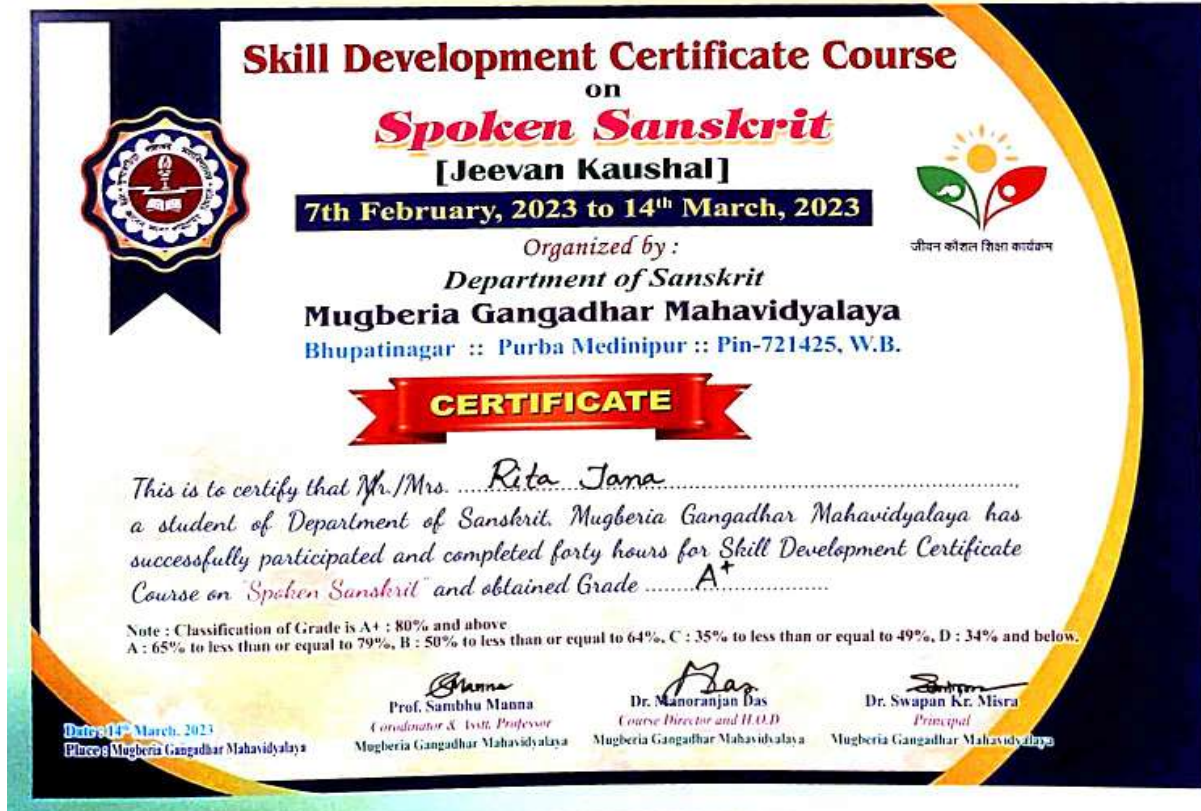 Skill Development Certificate Course
on
Spoken Sanskrit
[Jeevan Kaushal]
7th February, 2023 to 14th March, 2023
जीवन कौशल शिक्षा कार्यक्रम
Organized by :
Department of Sanskrit
Mugberia Gangadhar Mahavidyalaya
Bhupatinagar :: Purba Medinipur :: Pin-721425, W.B.
CERTIFICATE
This is to certify that Mr./Mrs. Rita Jana
a student of Department of Sanskrit, Mugberia Gangadhar Mahavidyalaya has
successfully participated and completed forty hours for Skill Development Certificate
Course on "Spoken Sanskrit" and obtained Grade A+
Note : Classification of Grade is A+ : 80% and above
A : 65% to less than or equal to 79%, B : 50% to less than or equal to 64%, C : 35% to less than or equal to 49%, D : 34% and below.
Prof. Sambhu Manna
Corodinator & Asstt. Professor
Mugberia Gangadhar Mahavidyalaya
Dr. Manoranjan Das
Course Director and H.O.D
Mugberia Gangadhar Mahavidyalaya
Dr. Swapan Kr. Misra
Principal
Mugberia Gangadhar Mahavidyalaya
Date : 14th March, 2023
Place : Mugberia Gangadhar Mahavidyalaya